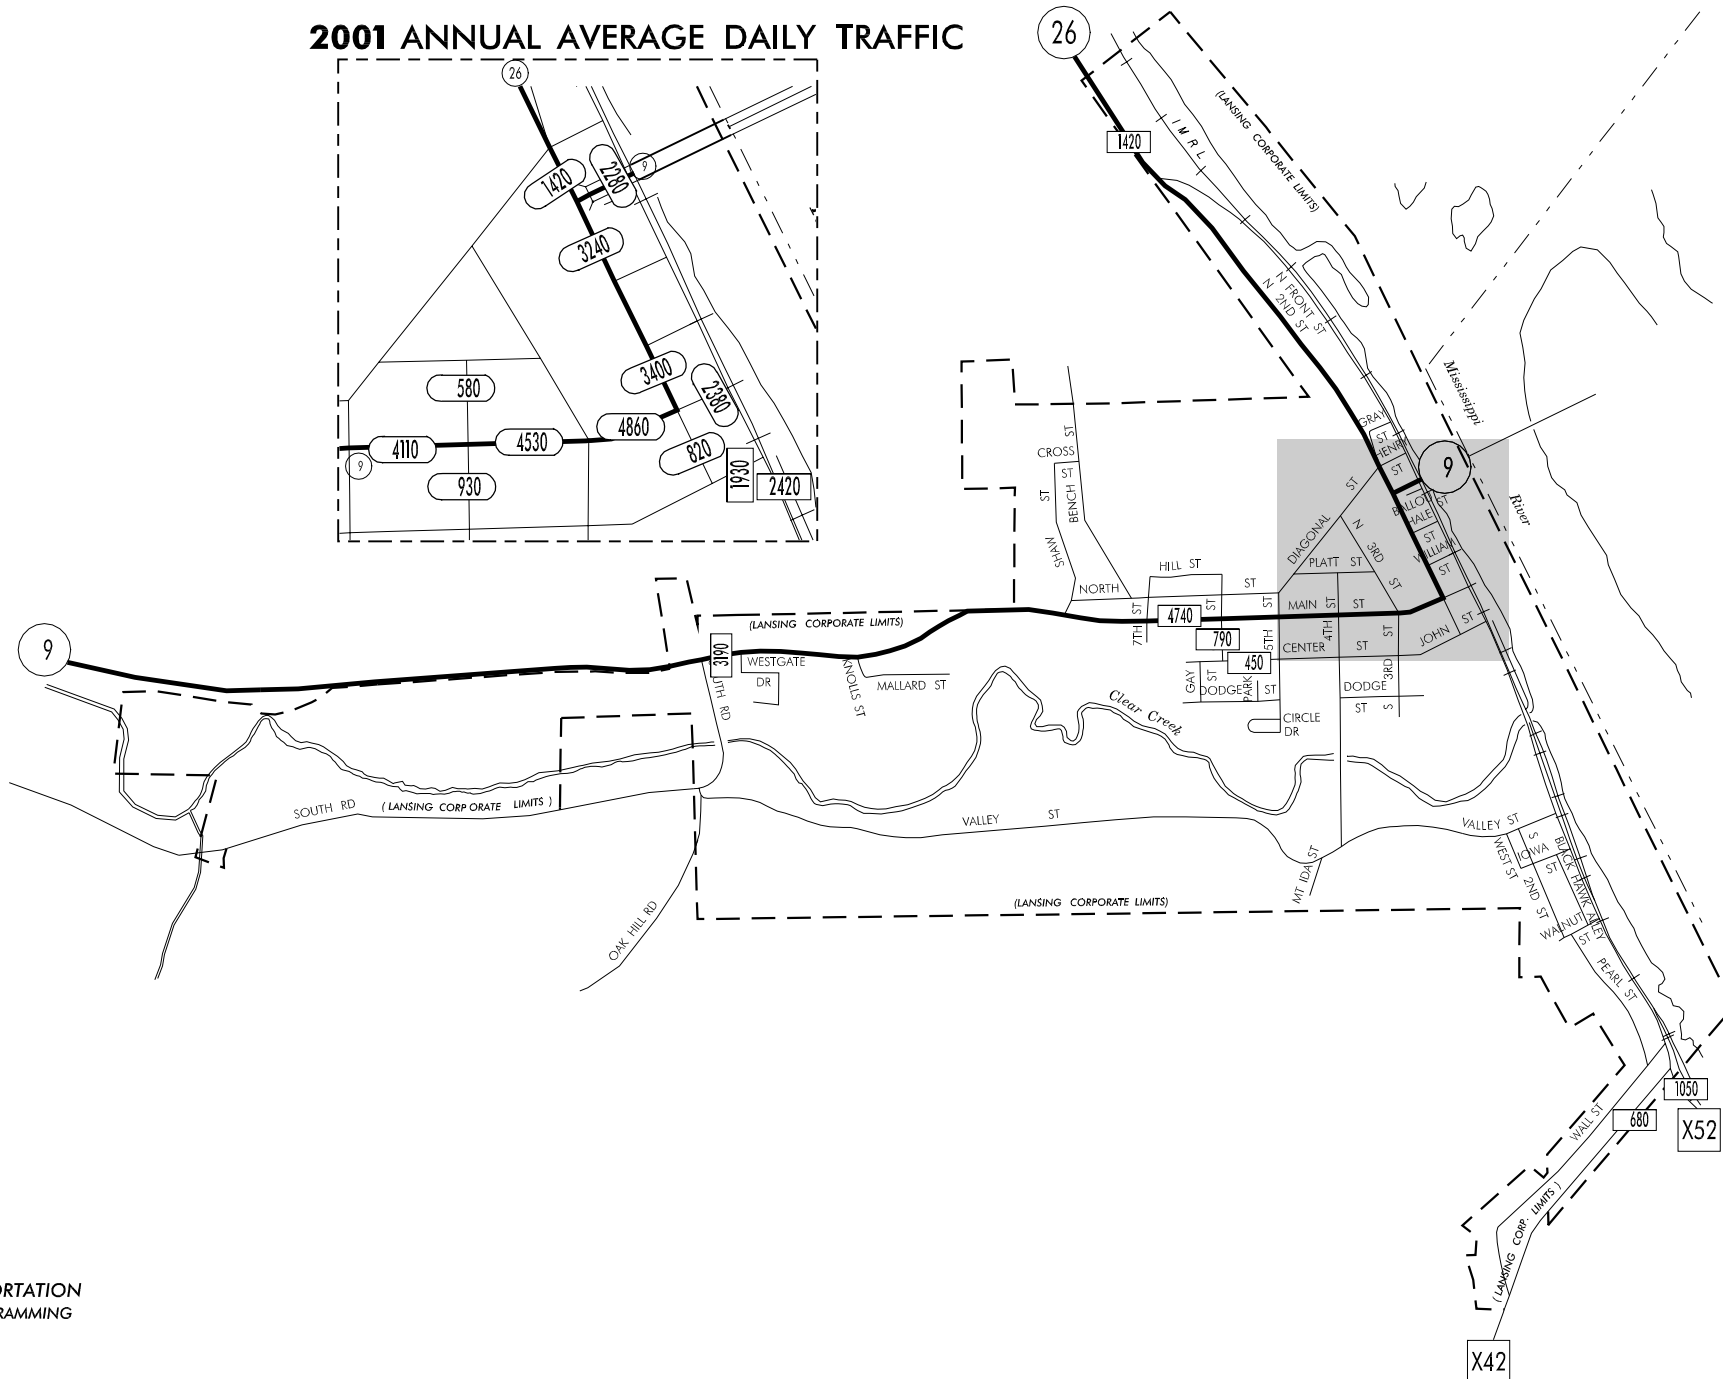 2001 ANNUAL AVERAGE DAILY TRAFFIC
26
26
9
1420
2280
3240
3400
2380
580
4860
4110
4530
820
9
930
1930
2420
1420
IMRL
(LANSING CORPORATE LIMITS)
N FRONT ST
N 2ND ST
Mississippi
River
GRAY ST
HENRY ST
9
HALE ST
WILLIAM ST
JOHN ST
DIAGONAL ST
N 3RD ST
PLATT ST
CROSS ST
BENCH ST
SHAW ST
HILL ST
NORTH ST
MAIN ST
7TH ST
ST
5TH ST
4TH ST
CENTER ST
3RD ST
S
4740
790
450
GAY ST
DODGE ST
PARK
DODGE ST
CIRCLE DR
9
(LANSING CORPORATE LIMITS)
3190
WESTGATE DR
KNOLLS ST
MALLARD ST
UTH RD
Clear Creek
SOUTH RD
(LANSING CORPORATE LIMITS)
VALLEY ST
VALLEY ST
WEST ST
S 2ND ST
IOWA ST
BLACK HAWK ALLEY
WALNUT ST
PEARL ST
MT IDA ST
OAK HILL RD
(LANSING CORPORATE LIMITS)
1050
680
X52
WALL ST
(LANSING CORP. LIMITS)
X42
ORTATION
RAMMING